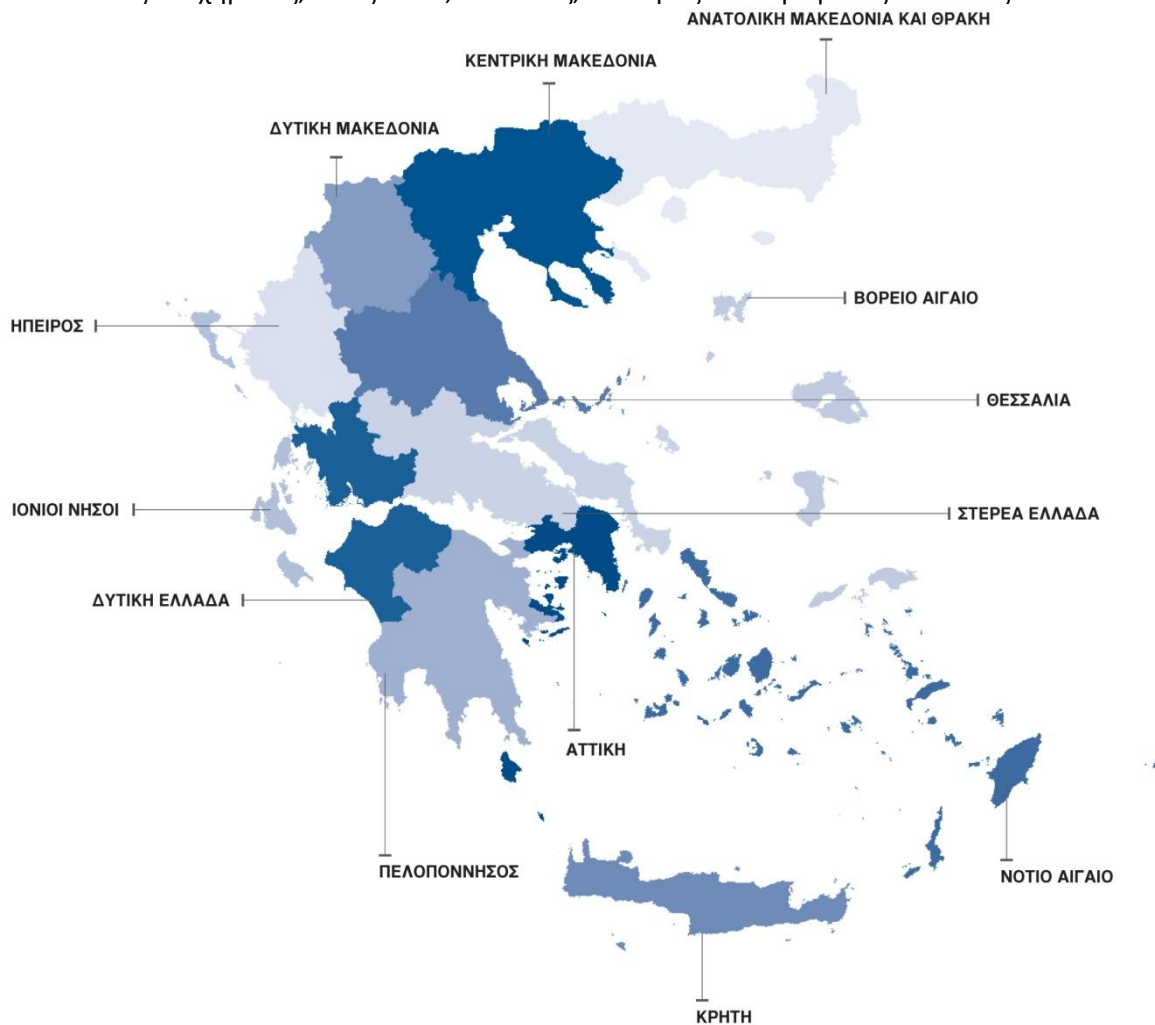 ΑΝΑΤΟΛΙΚΗ ΜΑΚΕΔΟΝΙΑ ΚΑΙ ΘΡΑΚΗ
ΚΕΝΤΡΙΚΗ ΜΑΚΕΔΟΝΙΑ
ΔΥΤΙΚΗ ΜΑΚΕΔΟΝΙΑ
ΒΟΡΕΙΟ ΑΙΓΑΙΟ
ΗΠΕΙΡΟΣ
ΘΕΣΣΑΛΙΑ
ΙΟΝΙΟΙ ΝΗΣΟΙ
ΣΤΕΡΕΑ ΕΛΛΑΔΑ
ΔΥΤΙΚΗ ΕΛΛΑΔΑ
ΑΤΤΙΚΗ
ΠΕΛΟΠΟΝΝΗΣΟΣ
ΝΟΤΙΟ ΑΙΓΑΙΟ
ΚΡΗΤΗ